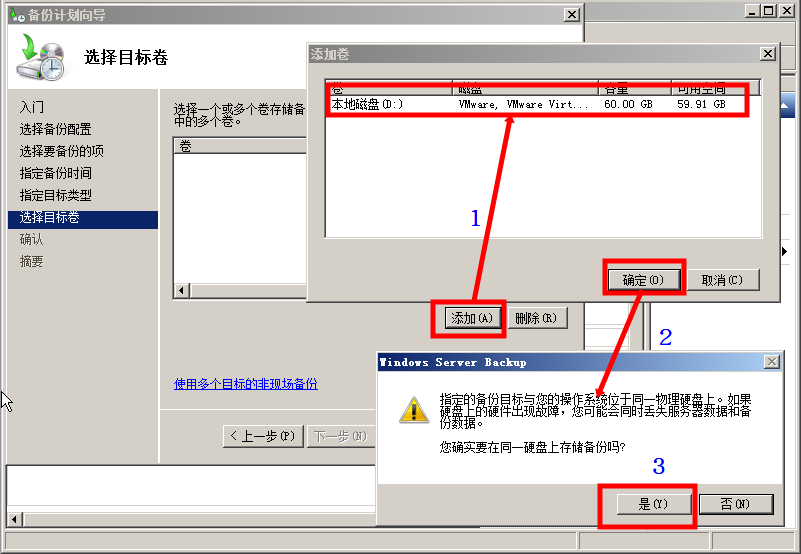 备份计划向导
选择目标卷
入门
选择备份配置
选择要备份的项
指定备份时间
指定目标类型
选择目标卷
确认
摘要
选择一个或多个卷存储备
中的多个卷。
卷
添加(A)
删除(R)
使用多个目标的非现场备份
< 上一步(P)
下一步(N)
添加卷
卷 磁盘 容量 可用空间
本地磁盘(D:) VMware, VMware Virt... 60.00 GB 59.91 GB
1
确定(O)
取消(C)
2
Windows Server Backup
指定的备份目标与您的操作系统位于同一物理硬盘上。如果
硬盘上的硬件出现故障，您可能会同时丢失服务器数据和备
份数据。
您确实要在同一硬盘上存储备份吗?
3
是(Y)
否(N)